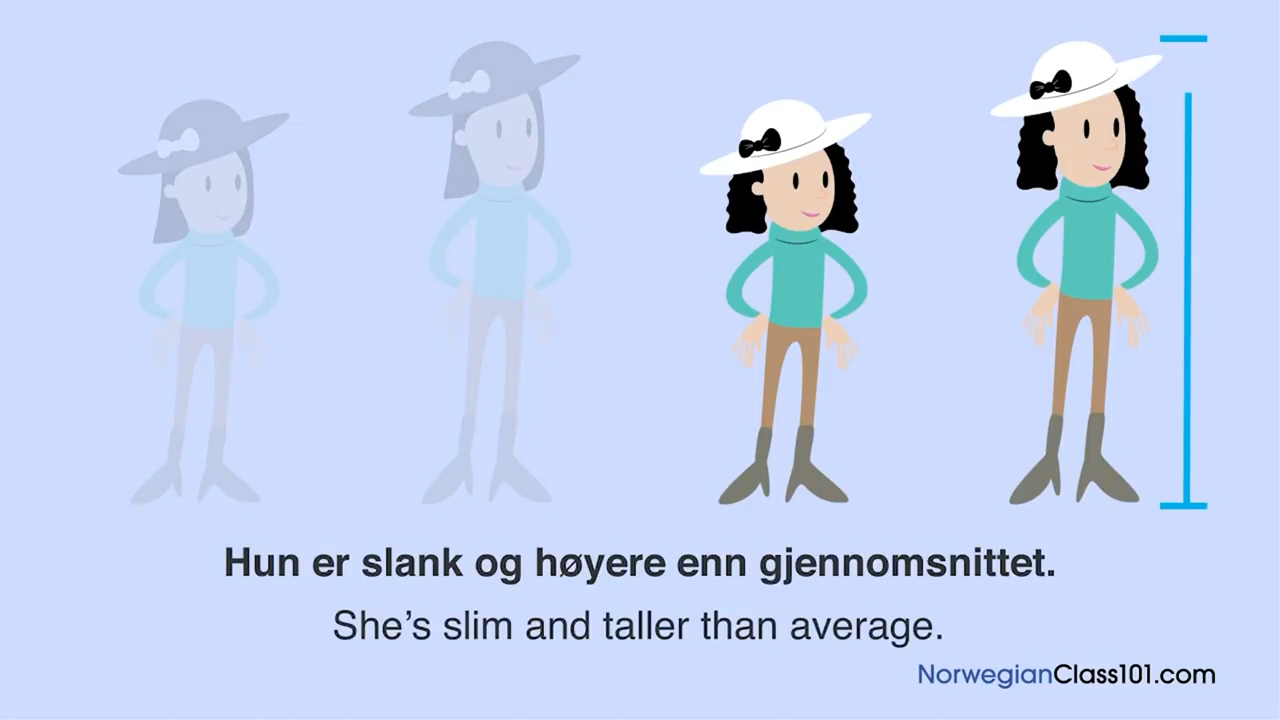 Hun er slank og høyere enn gjennomsnittet.
She’s slim and taller than average.
NorwegianClass101.com